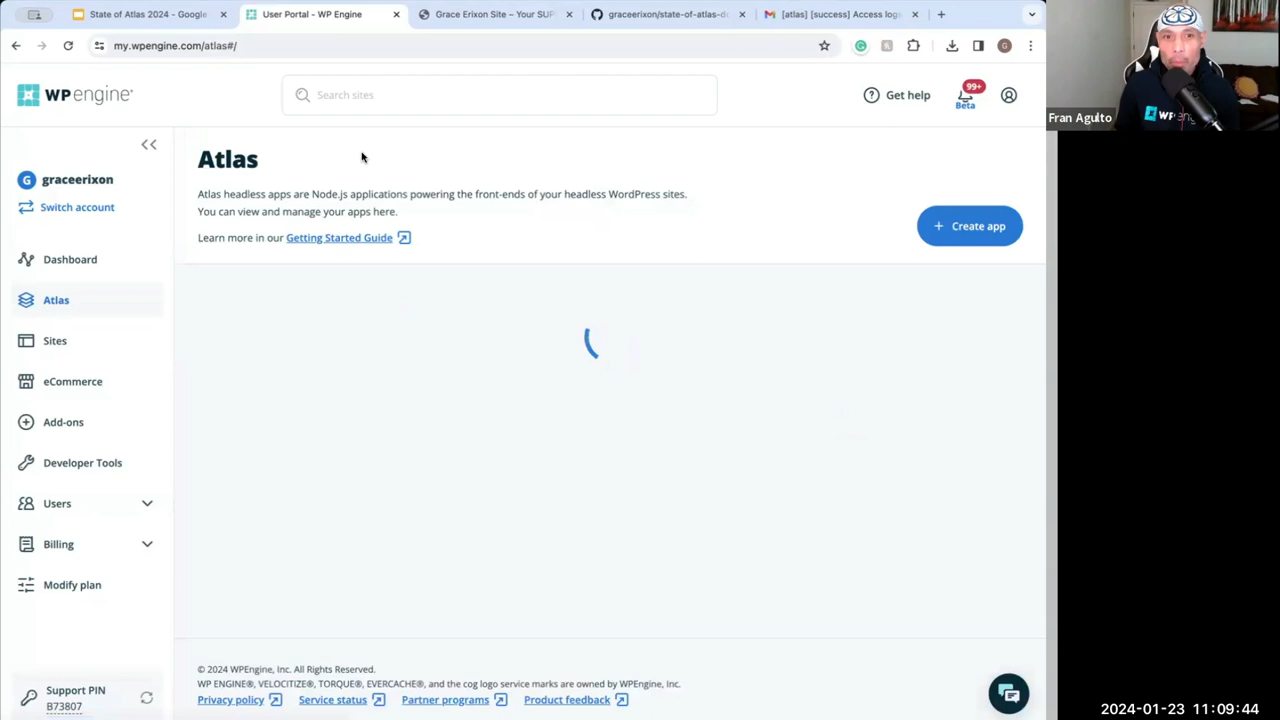 State of Atlas 2024 - Google
User Portal - WP Engine
Grace Erixon Site – Your SUP
graceerixon/state-of-atlas-d
[atlas] [success] Access logs
my.wpengine.com/atlas#/
G
WP engine
Search sites
Get help
99+
Beta
Fran Agulto
G graceerixon
Switch account
Dashboard
Atlas
Sites
eCommerce
Add-ons
Developer Tools
Users
Billing
Modify plan
Support PIN
B73807
Atlas
Atlas headless apps are Node.js applications powering the front-ends of your headless WordPress sites.
You can view and manage your apps here.
Learn more in our Getting Started Guide
+ Create app
© 2024 WPEngine, Inc. All Rights Reserved.
WP ENGINE®, VELOCITIZE®, TORQUE®, EVERCACHE®, and the cog logo service marks are owned by WPEngine, Inc.
Privacy policy Service status Partner programs Product feedback
2024-01-23 11:09:44